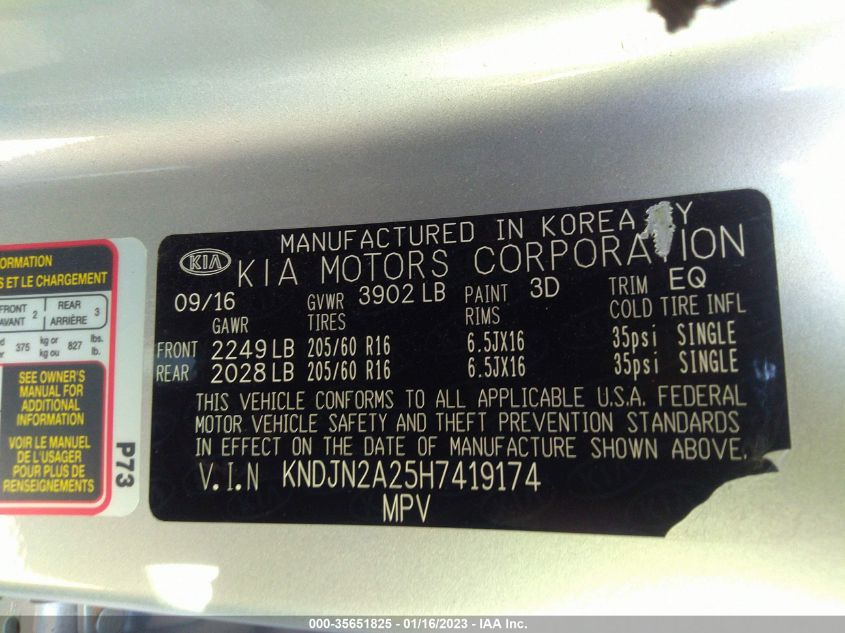 MANUFACTURED IN KOREA Y
KIA KIA MOTORS CORPORATION
09/16 GVWR 3902 LB PAINT 3D TRIM EQ
GAWR TIRES RIMS COLD TIRE INFL
FRONT 2249 LB 205/60 R16 6.5JX16 35psi SINGLE
REAR 2028 LB 205/60 R16 6.5JX16 35psi SINGLE
THIS VEHICLE CONFORMS TO ALL APPLICABLE U.S.A. FEDERAL
MOTOR VEHICLE SAFETY AND THEFT PREVENTION STANDARDS
IN EFFECT ON THE DATE OF MANUFACTURE SHOWN ABOVE.
V.I.N KNDJN2A25H7419174
MPV
ORMATION
S ET LE CHARGEMENT
FRONT 2 REAR 3
AVANT ARRIÈRE
375 kg or 827 lbs.
kg ou lb.
SEE OWNER'S
MANUAL FOR
ADDITIONAL
INFORMATION
VOIR LE MANUEL
DE L'USAGER
POUR PLUS DE
RENSEIGNEMENTS
P73
000-35651825 - 01/16/2023 - IAA Inc.